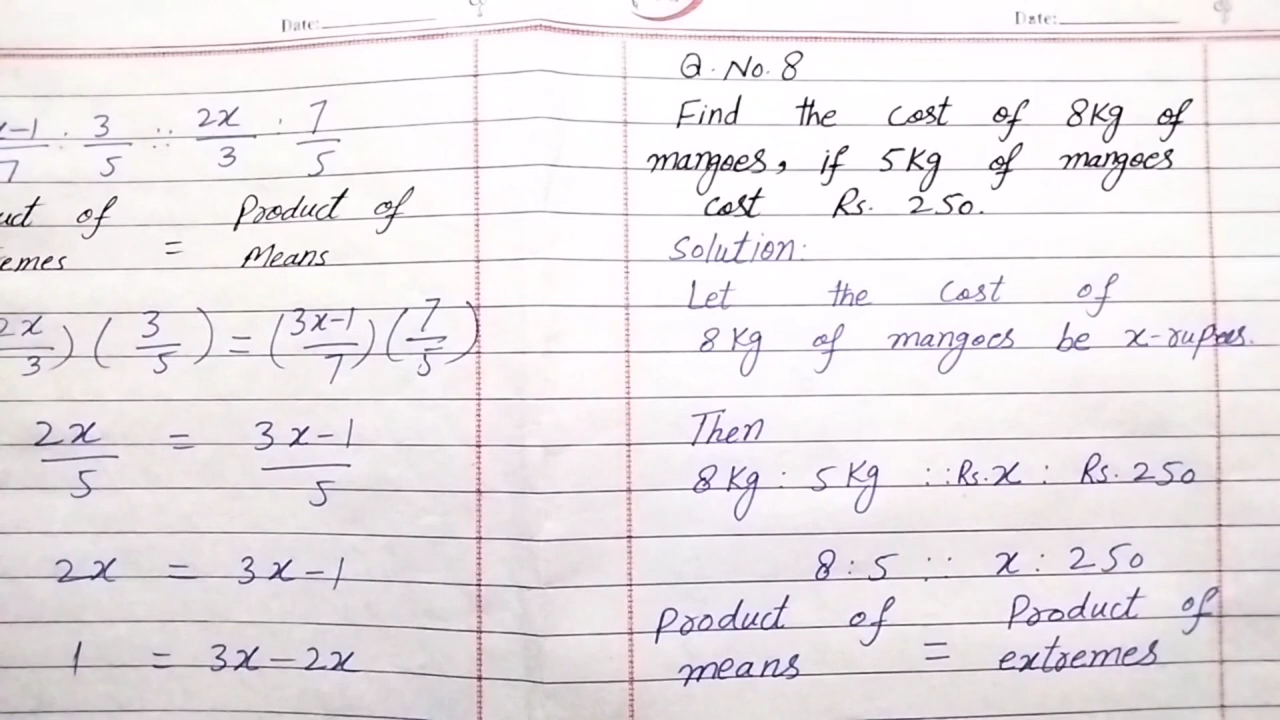 Date:
x-1/7 : 3/5 :: 2x/3 : 7/5
uct of = Product of
emes Means
(2x/3) (3/5) = (3x-1/7) (7/5)
2x/5 = 3x-1/5
2x = 3x-1
1 = 3x-2x
Date:
Q. No. 8
Find the cost of 8Kg of
mangoes, if 5Kg of mangoes
cost Rs. 250.
Solution:
Let the cost of
8Kg of mangoes be x-rupees.
Then
8Kg : 5Kg :: Rs.x : Rs. 250
8:5 :: x : 250
Product of = Product of
means extremes